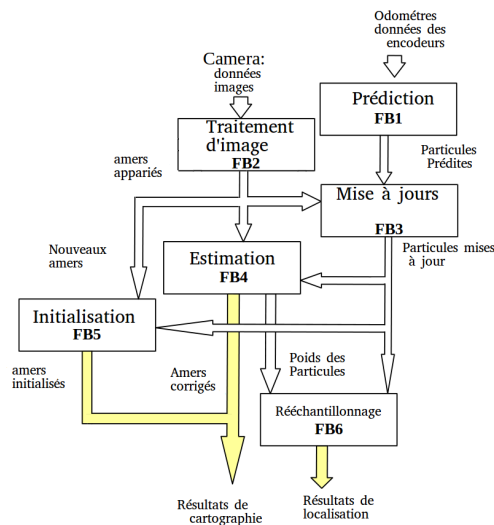 Odométres
données des
encodeurs
Camera:
données
images
Prédiction
FB1
Traitement
d'image
FB2
Particules
Prédites
amers
appariés
Mise à jours
FB3
Nouveaux
amers
Estimation
FB4
Particules mises
à jour
Initialisation
FB5
amers
initialisés
Amers
corrigés
Poids des
Particules
Rééchantillonnage
FB6
Résultats de
cartographie
Résultats de
localisation